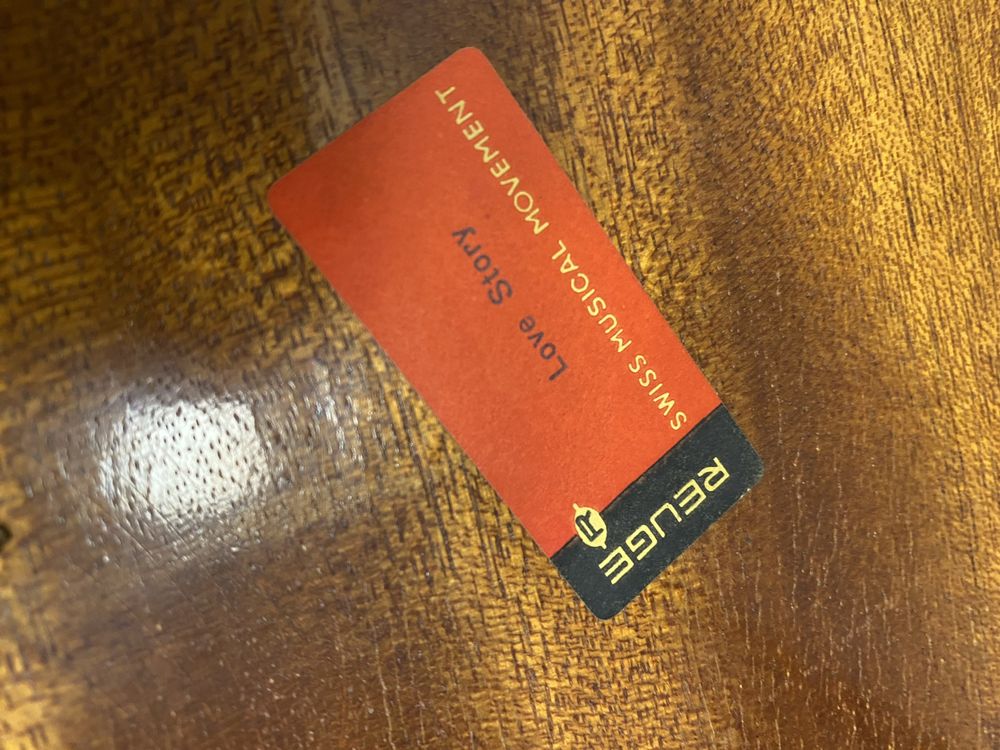 REUGE
R
SWISS MUSICAL MOVEMENT
Love Story